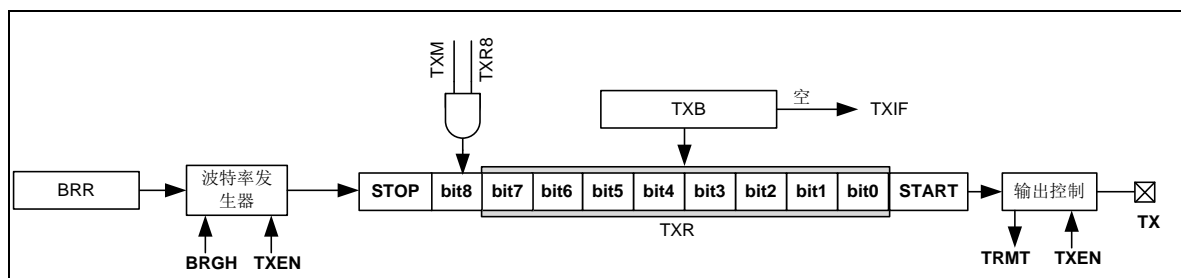 TXM
TXR8
TXB
空
TXIF
BRR
波特率发
生器
STOP
bit8
bit7
bit6
bit5
bit4
bit3
bit2
bit1
bit0
START
输出控制
TX
TXR
BRGH
TXEN
TRMT
TXEN